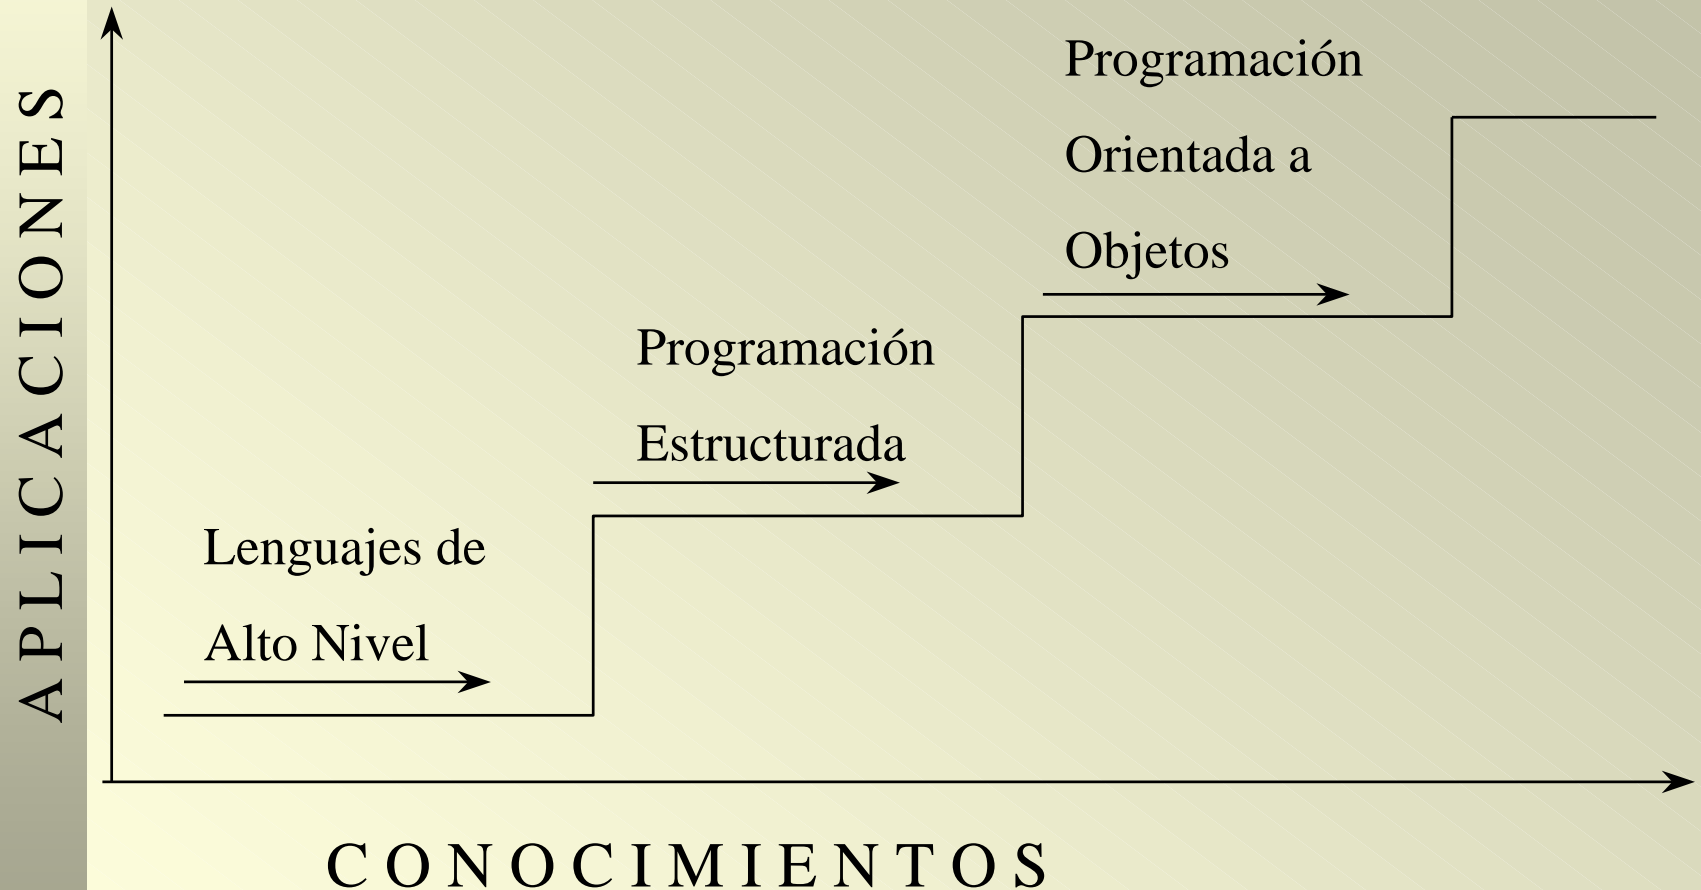 APLICACIONES
Programación
Orientada a
Objetos
Programación
Estructurada
Lenguajes de
Alto Nivel
CONOCIMIENTOS